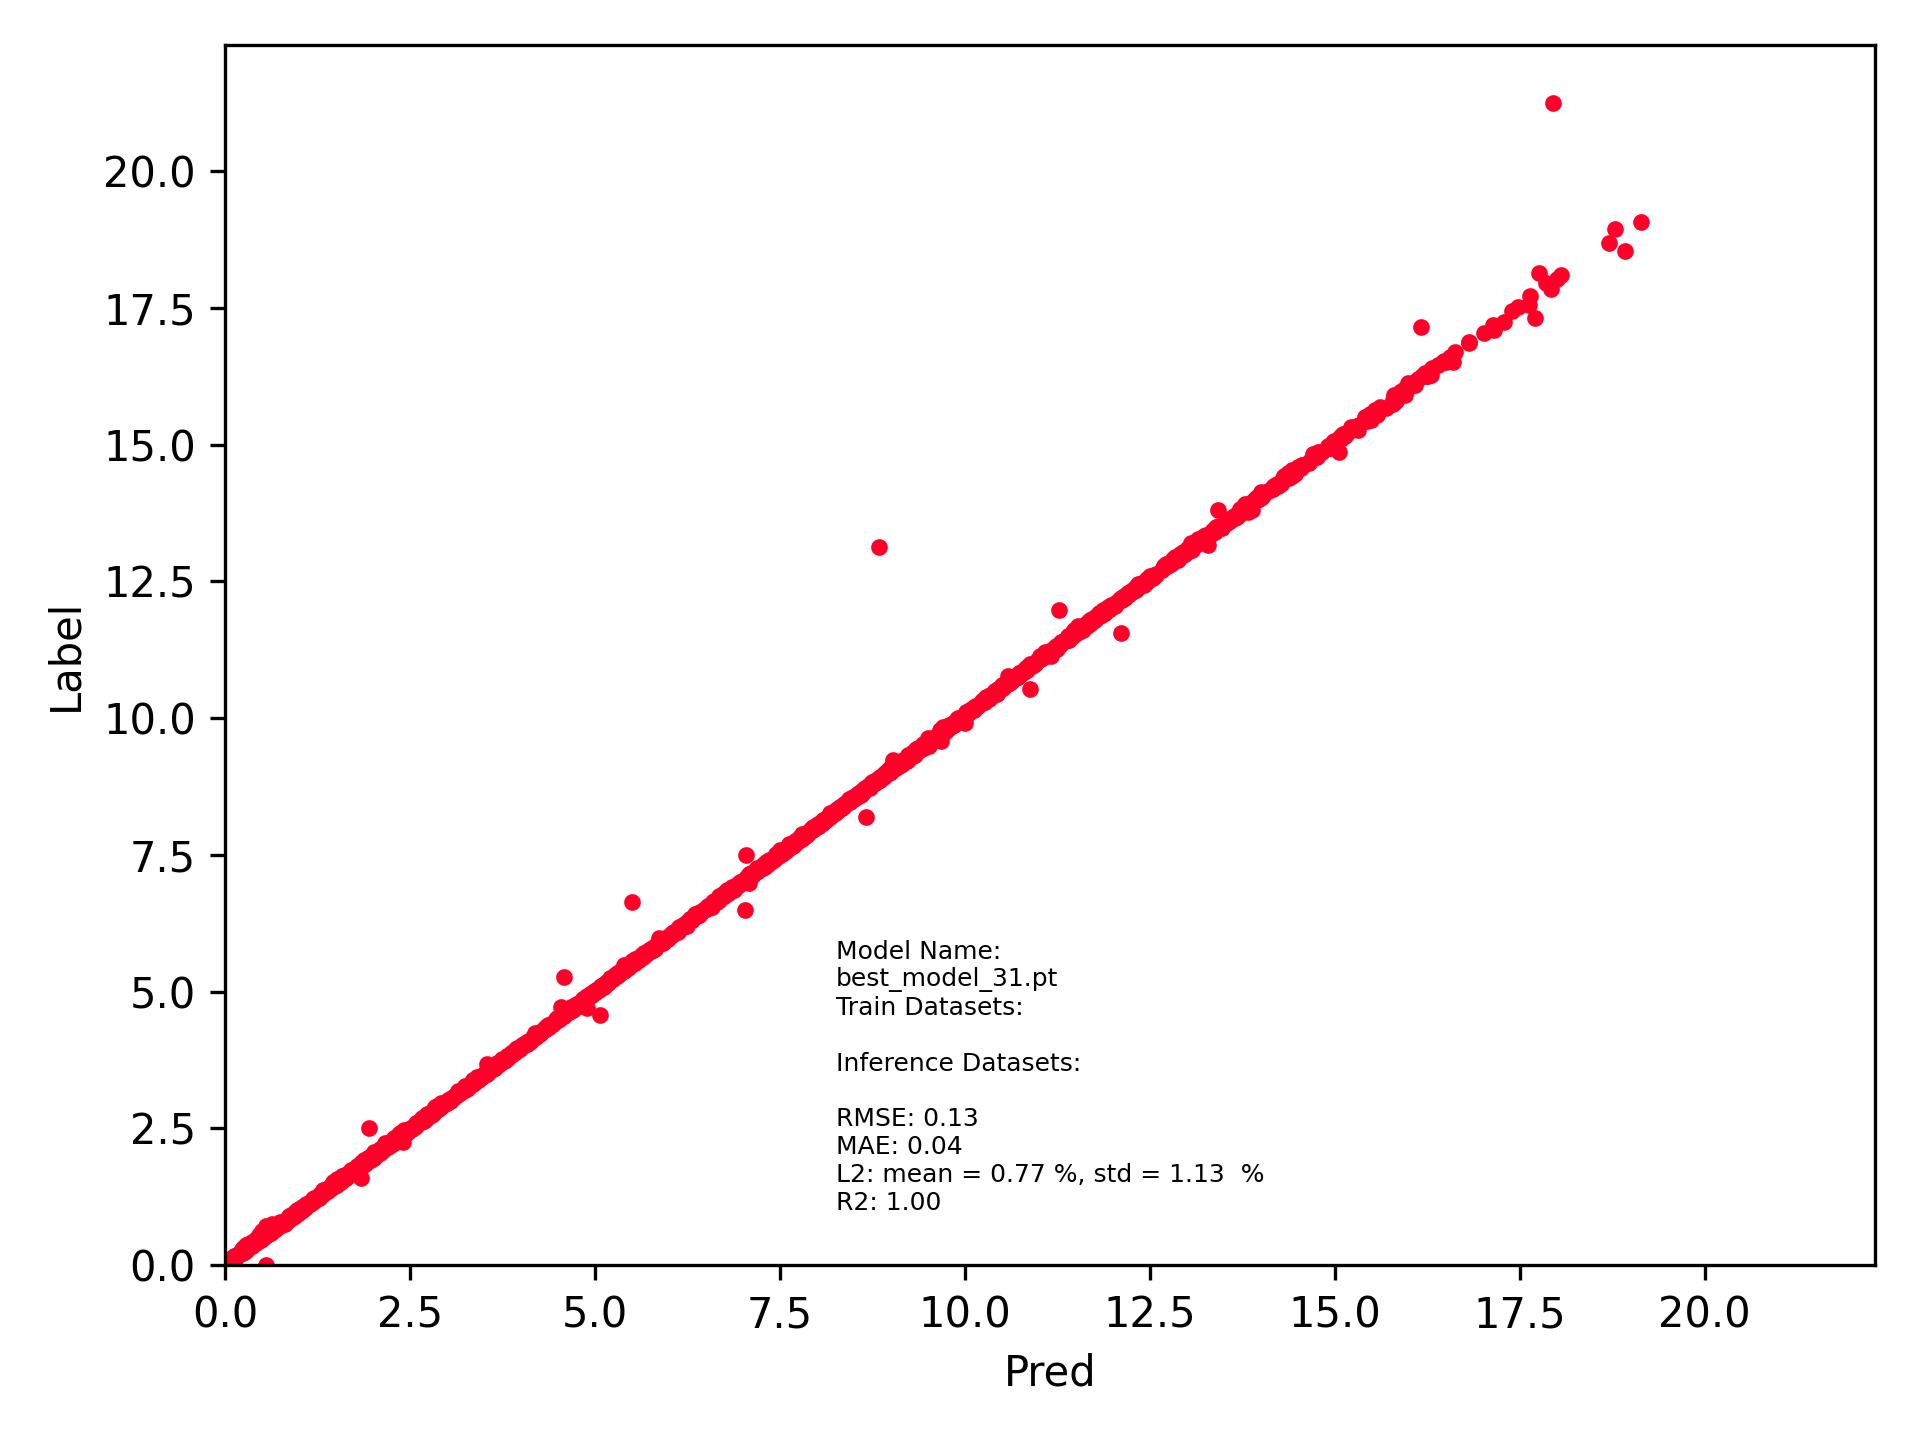 20.0
17.5
15.0
12.5
10.0
7.5
5.0
2.5
0.0
Label
Model Name:
best_model_31.pt
Train Datasets:
Inference Datasets:
RMSE: 0.13
MAE: 0.04
L2: mean = 0.77 %, std = 1.13  %
R2: 1.00
0.0 2.5 5.0 7.5 10.0 12.5 15.0 17.5 20.0
Pred